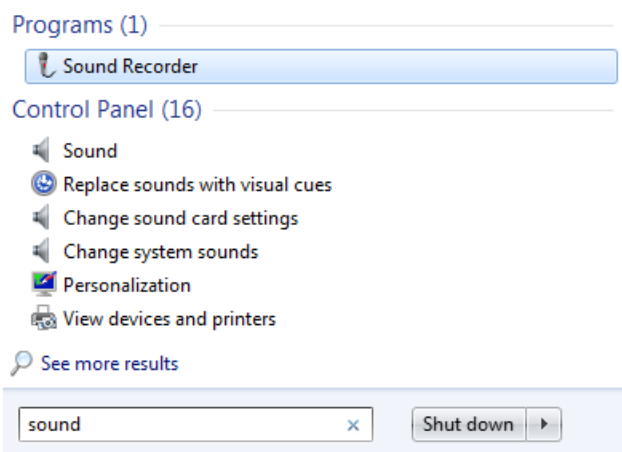 Programs (1)
Sound Recorder
Control Panel (16)
Sound
Replace sounds with visual cues
Change sound card settings
Change system sounds
Personalization
View devices and printers
See more results
sound
Shut down